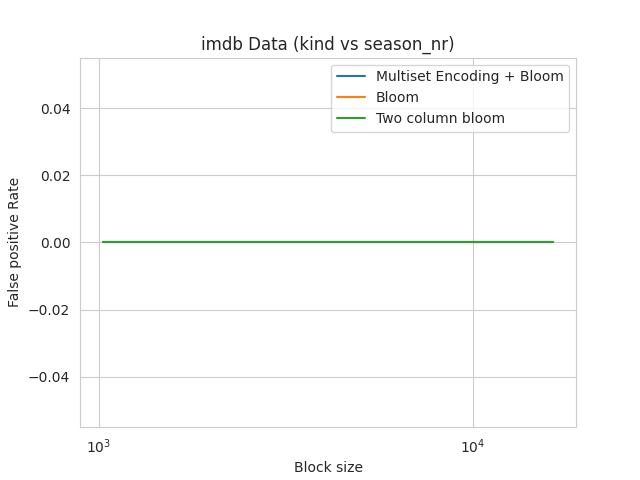 imdb Data (kind vs season_nr)
Multiset Encoding + Bloom
Bloom
Two column bloom
False positive Rate
0.04
0.02
0.00
−0.02
−0.04
10³
10⁴
Block size